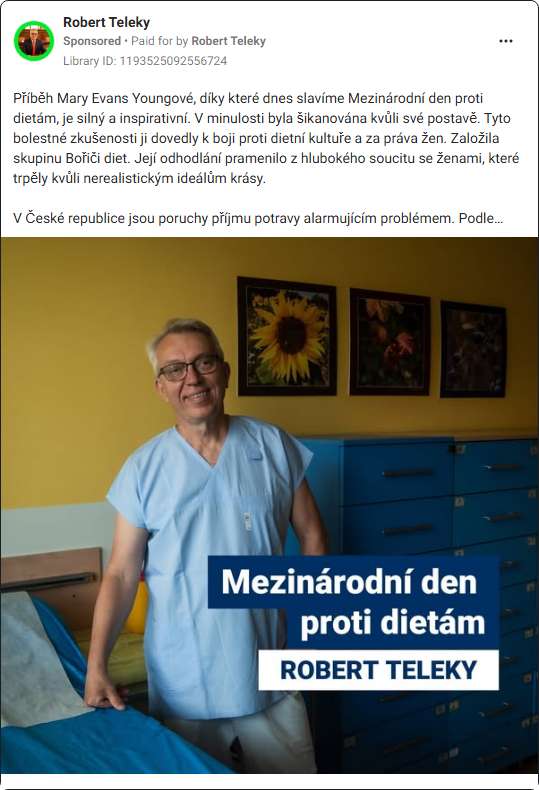 Robert Teleky
Sponsored • Paid for by Robert Teleky
Library ID: 1193525092556724
Příběh Mary Evans Youngové, díky které dnes slavíme Mezinárodní den proti
dietám, je silný a inspirativní. V minulosti byla šikanována kvůli své postavě. Tyto
bolestné zkušenosti ji dovedly k boji proti dietní kultuře a za práva žen. Založila
skupinu Bořiči diet. Její odhodlání pramenilo z hlubokého soucitu se ženami, které
trpěly kvůli nerealistickým ideálům krásy.
V České republice jsou poruchy příjmu potravy alarmujícím problémem. Podle…
Mezinárodní den
proti dietám
ROBERT TELEKY